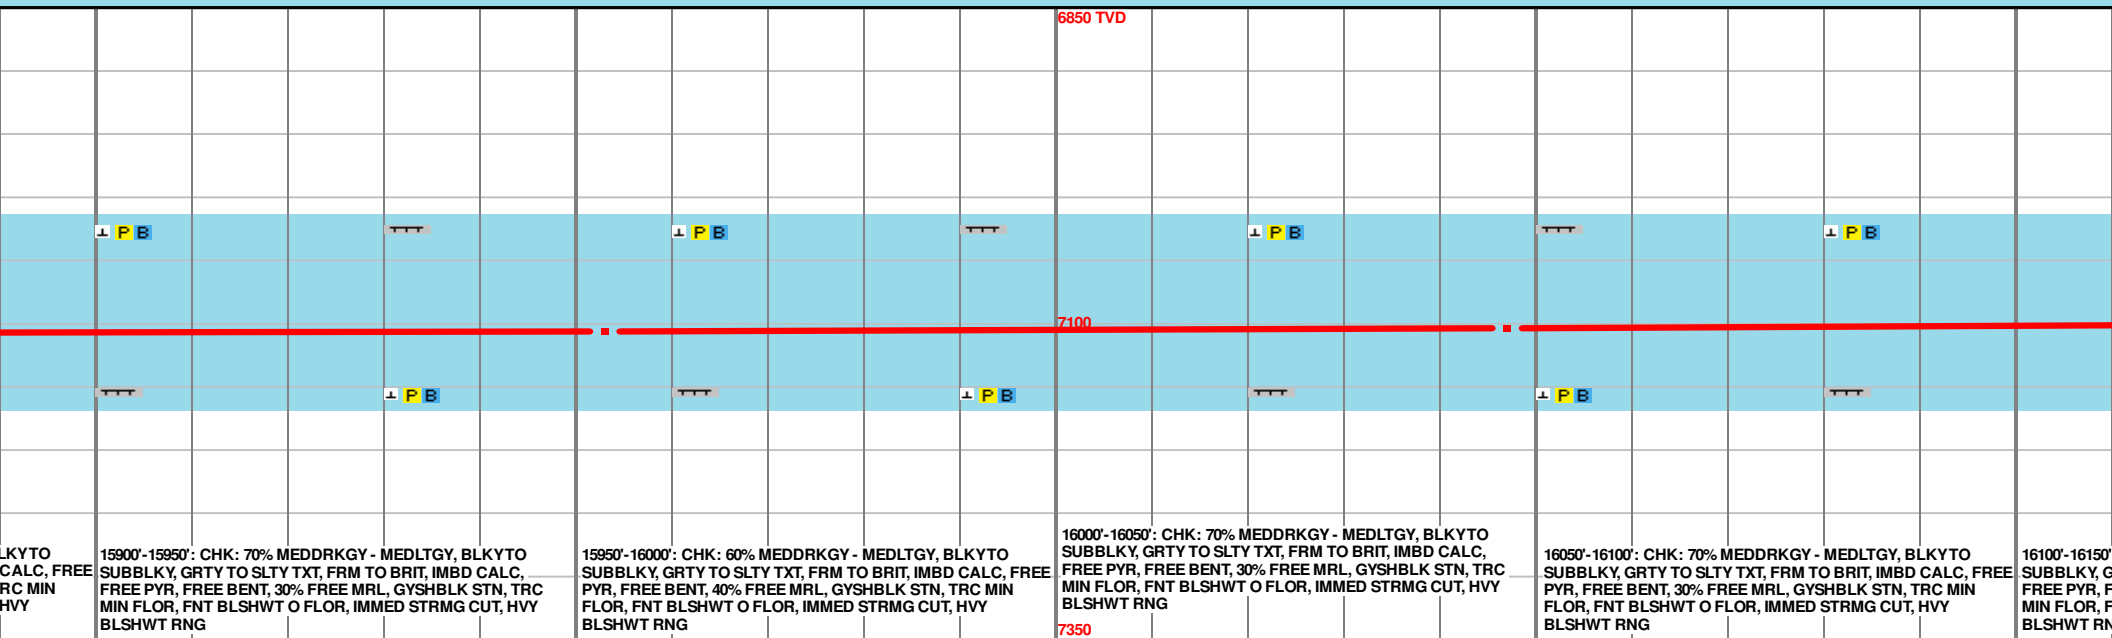 6850 TVD
P B
P B
P B
P B
7100
P B
P B
P B
LKYTO
CALC, FREE
RC MIN
HVY
15900'-15950': CHK: 70% MEDDRKGY - MEDLTGY, BLKYTO
SUBBLKY, GRTY TO SLTY TXT, FRM TO BRIT, IMBD CALC,
FREE PYR, FREE BENT, 30% FREE MRL, GYSHBLK STN, TRC
MIN FLOR, FNT BLSHWT O FLOR, IMMED STRMG CUT, HVY
BLSHWT RNG
15950'-16000': CHK: 60% MEDDRKGY - MEDLTGY, BLKYTO
SUBBLKY, GRTY TO SLTY TXT, FRM TO BRIT, IMBD CALC, FREE
PYR, FREE BENT, 40% FREE MRL, GYSHBLK STN, TRC MIN
FLOR, FNT BLSHWT O FLOR, IMMED STRMG CUT, HVY
BLSHWT RNG
16000'-16050': CHK: 70% MEDDRKGY - MEDLTGY, BLKYTO
SUBBLKY, GRTY TO SLTY TXT, FRM TO BRIT, IMBD CALC,
FREE PYR, FREE BENT, 30% FREE MRL, GYSHBLK STN, TRC
MIN FLOR, FNT BLSHWT O FLOR, IMMED STRMG CUT, HVY
BLSHWT RNG
7350
16050'-16100': CHK: 70% MEDDRKGY - MEDLTGY, BLKYTO
SUBBLKY, GRTY TO SLTY TXT, FRM TO BRIT, IMBD CALC, FREE
PYR, FREE BENT, 30% FREE MRL, GYSHBLK STN, TRC MIN
FLOR, FNT BLSHWT O FLOR, IMMED STRMG CUT, HVY
BLSHWT RNG
16100'-16150'
SUBBLKY, G
FREE PYR, F
MIN FLOR, F
BLSHWT RN